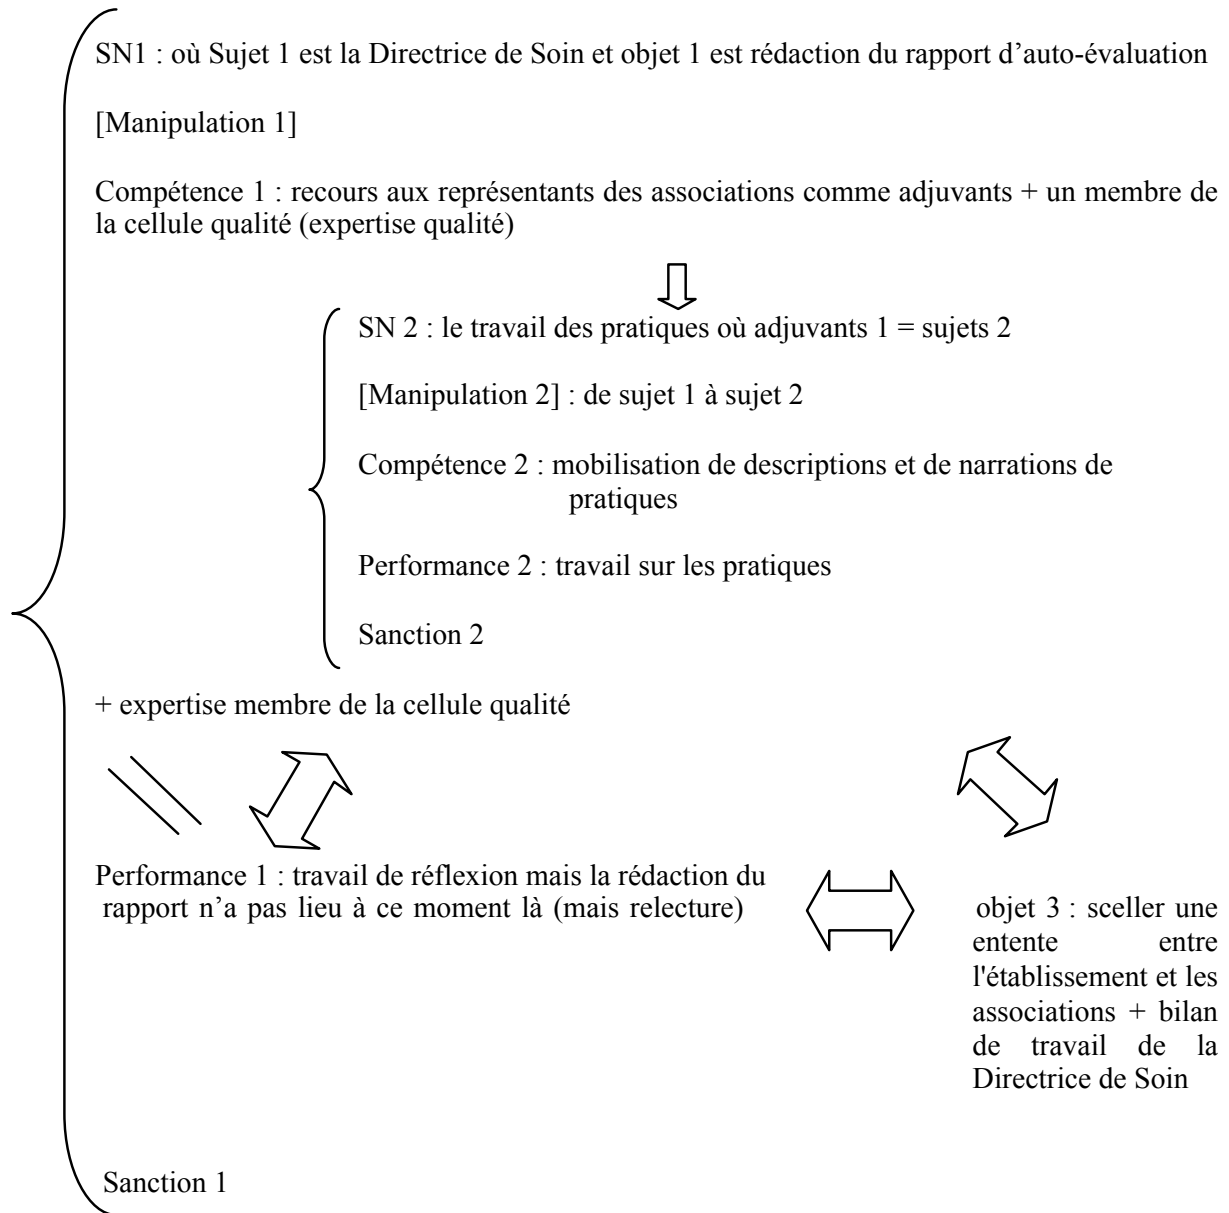 SN1 : où Sujet 1 est la Directrice de Soin et objet 1 est rédaction du rapport d’auto-évaluation
[Manipulation 1]
Compétence 1 : recours aux représentants des associations comme adjuvants + un membre de
la cellule qualité (expertise qualité)
SN 2 : le travail des pratiques où adjuvants 1 = sujets 2
[Manipulation 2] : de sujet 1 à sujet 2
Compétence 2 : mobilisation de descriptions et de narrations de
pratiques
Performance 2 : travail sur les pratiques
Sanction 2
+ expertise membre de la cellule qualité
Performance 1 : travail de réflexion mais la rédaction du
rapport n’a pas lieu à ce moment là (mais relecture)
objet 3 : sceller une
entente entre
l'établissement et les
associations + bilan
de travail de la
Directrice de Soin
Sanction 1